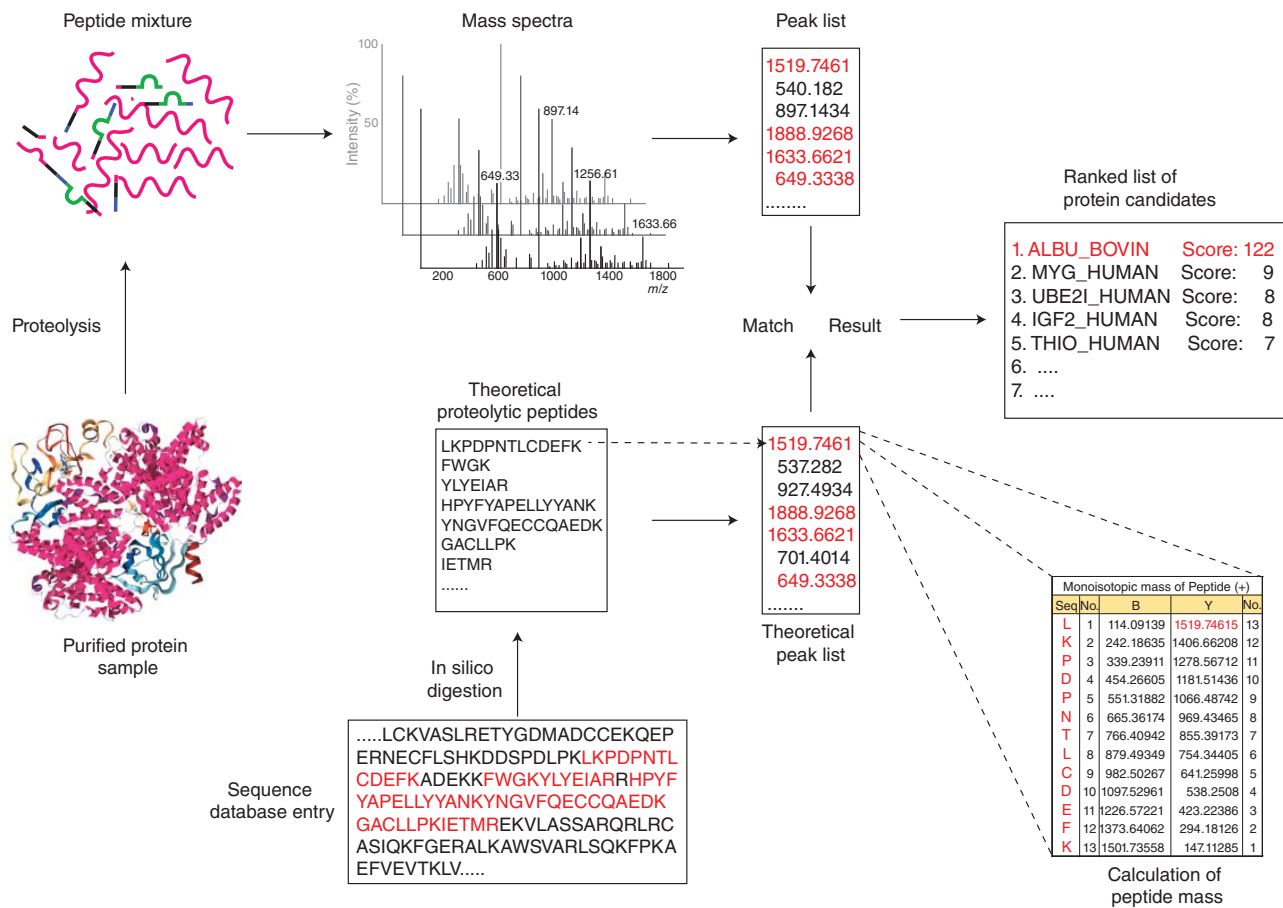 Peptide mixture
Mass spectra
Peak list
100
50
Intensity (%)
897.14
649.33
1256.61
1633.66
200
600
1000
1400
1800
m/z
1519.7461
540.182
897.1434
1888.9268
1633.6621
649.3338
........
Ranked list of
protein candidates
1. ALBU_BOVIN Score: 122
2. MYG_HUMAN Score: 9
3. UBE2I_HUMAN Score: 8
4. IGF2_HUMAN Score: 8
5. THIO_HUMAN Score: 7
6. ....
7. ....
Proteolysis
Match Result
Purified protein
sample
Theoretical
proteolytic peptides
LKPDPNTLCDEFK
FWGK
YLYEIAR
HPYFYAPELLYYANK
YNGVFQECCQAEDK
GACLLPK
IETMR
......
1519.7461
537.282
927.4934
1888.9268
1633.6621
701.4014
649.3338
.......
Theoretical
peak list
In silico
digestion
Sequence
database entry
.....LCKVASLRETYGDMADCCEKQEP
ERNECFLSHKDDSPDLPKLKPDPNTL
CDEFKADEKKFWGKYLYEIARRHPYF
YAPELLYYANKYNGVFQECCQAEDK
GACLLPKIETMREKVLASSARQRLRC
ASIQKFGERALKAWSVARLSQKFPKA
EFVEVTKLV.....
Monoisotopic mass of Peptide (+)
Seq No. B Y No.
L 1 114.09139 1519.74615 13
K 2 242.18635 1406.66208 12
P 3 339.23911 1278.56712 11
D 4 454.26605 1181.51436 10
P 5 551.31882 1066.48742 9
N 6 665.36174 969.43465 8
T 7 766.40942 855.39173 7
L 8 879.49349 754.34405 6
C 9 982.50267 641.25998 5
D 10 1097.52961 538.2508 4
E 11 1226.57221 423.22386 3
F 12 1373.64062 294.18126 2
K 13 1501.73558 147.11285 1
Calculation of
peptide mass